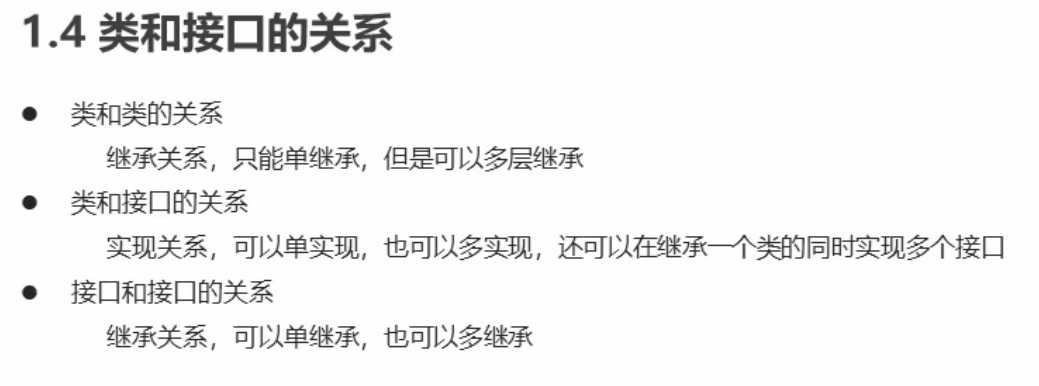 1.4 类和接口的关系
● 类和类的关系
继承关系，只能单继承，但是可以多层继承
● 类和接口的关系
实现关系，可以单实现，也可以多实现，还可以在继承一个类的同时实现多个接口
● 接口和接口的关系
继承关系，可以单继承，也可以多继承